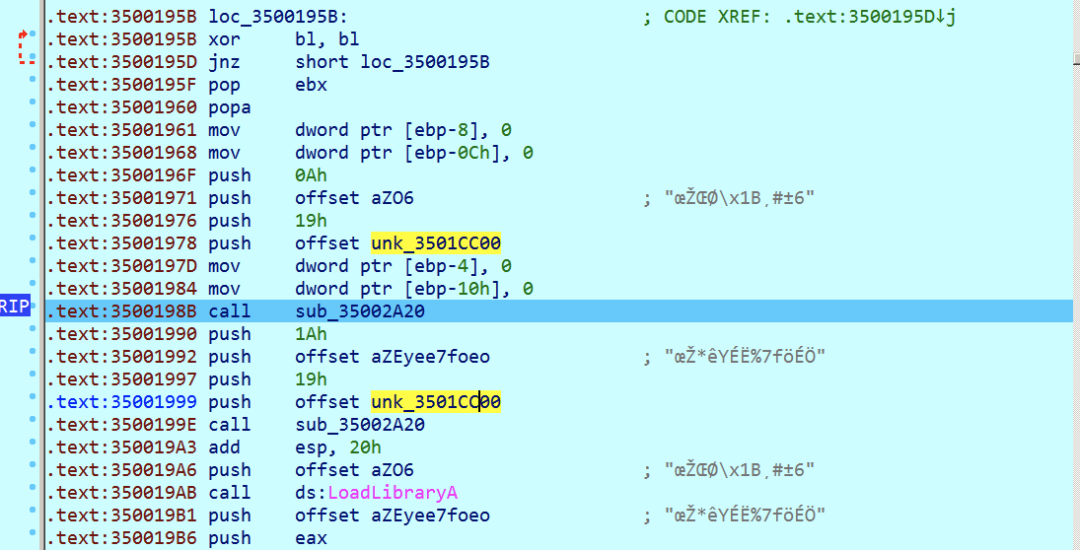 .text:3500195B loc_3500195B: ; CODE XREF: .text:3500195D↓j
.text:3500195B xor bl, bl
.text:3500195D jnz short loc_3500195B
.text:3500195F pop ebx
.text:35001960 popa
.text:35001961 mov dword ptr [ebp-8], 0
.text:35001968 mov dword ptr [ebp-0Ch], 0
.text:3500196F push 0Ah
.text:35001971 push offset aZO6 ; "œŽŒØ\x1B¸#±6"
.text:35001976 push 19h
.text:35001978 push offset unk_3501CC00
.text:3500197D mov dword ptr [ebp-4], 0
.text:35001984 mov dword ptr [ebp-10h], 0
RIP .text:3500198B call sub_35002A20
.text:35001990 push 1Ah
.text:35001992 push offset aZEyee7foeo ; "œŽ*êYÉË%7föÉÖ"
.text:35001997 push 19h
.text:35001999 push offset unk_3501CC00
.text:3500199E call sub_35002A20
.text:350019A3 add esp, 20h
.text:350019A6 push offset aZO6 ; "œŽŒØ\x1B¸#±6"
.text:350019AB call ds:LoadLibraryA
.text:350019B1 push offset aZEyee7foeo ; "œŽ*êYÉË%7föÉÖ"
.text:350019B6 push eax